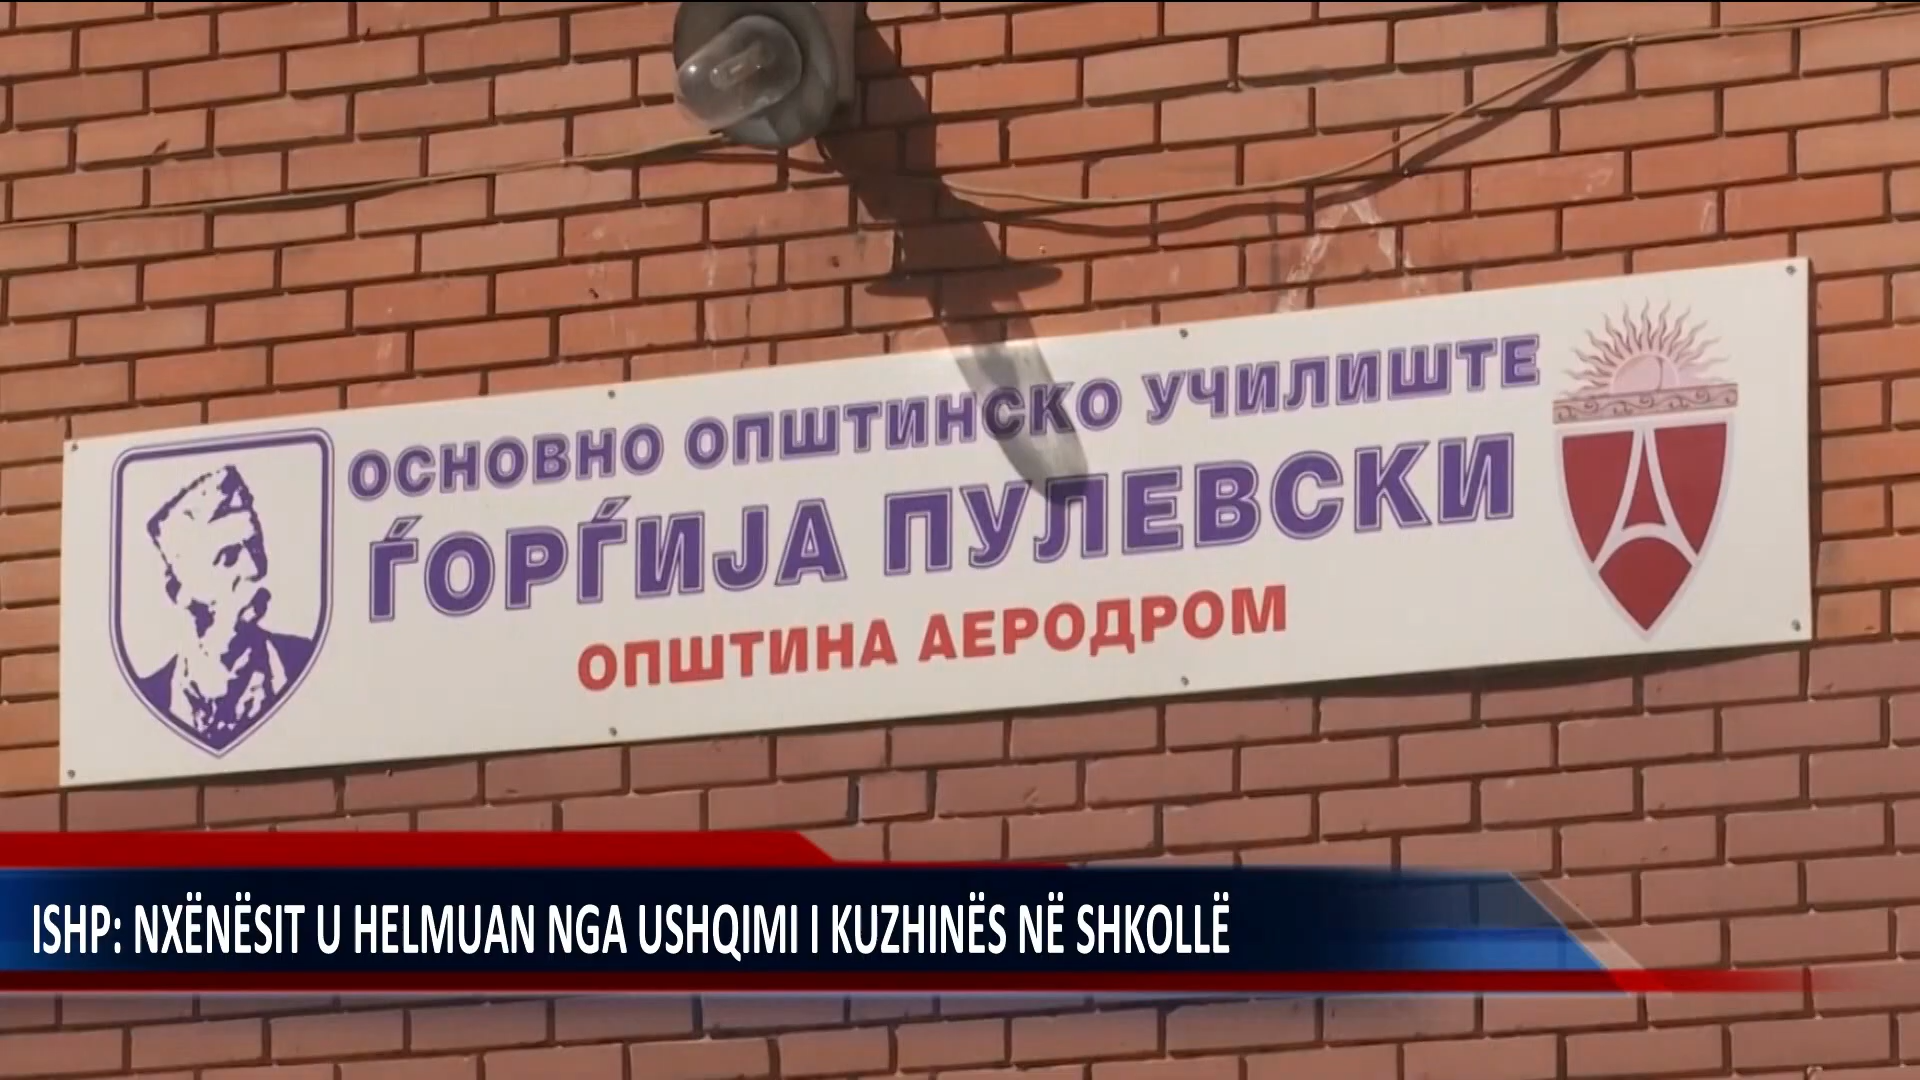 ОСНОВНО ОПШТИНСКО УЧИЛИШТЕ
ЃОРЃИЈА ПУЛЕВСКИ
ОПШТИНА АЕРОДРОМ
ISHP: NXËNËSIT U HELMUAN NGA USHQIMI I KUZHINËS NË SHKOLLË